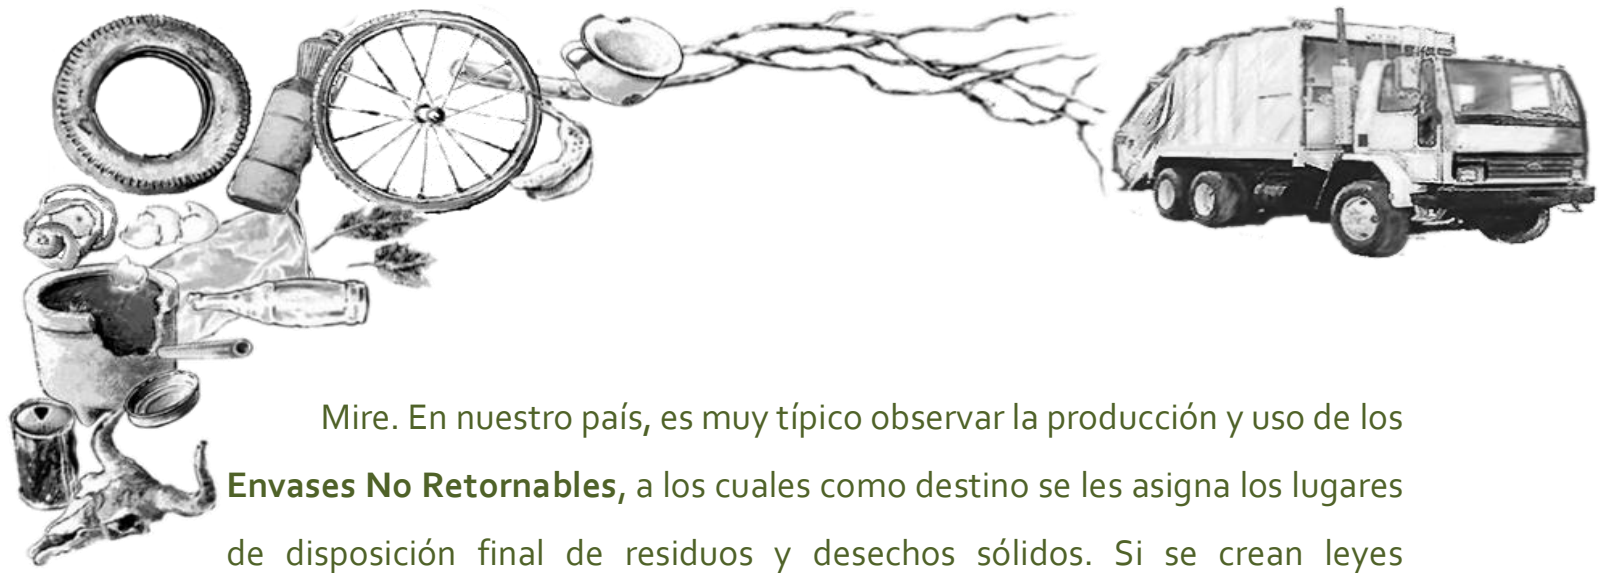 Mire. En nuestro país, es muy típico observar la producción y uso de los
Envases No Retornables, a los cuales como destino se les asigna los lugares
de disposición final de residuos y desechos sólidos. Si se crean leyes